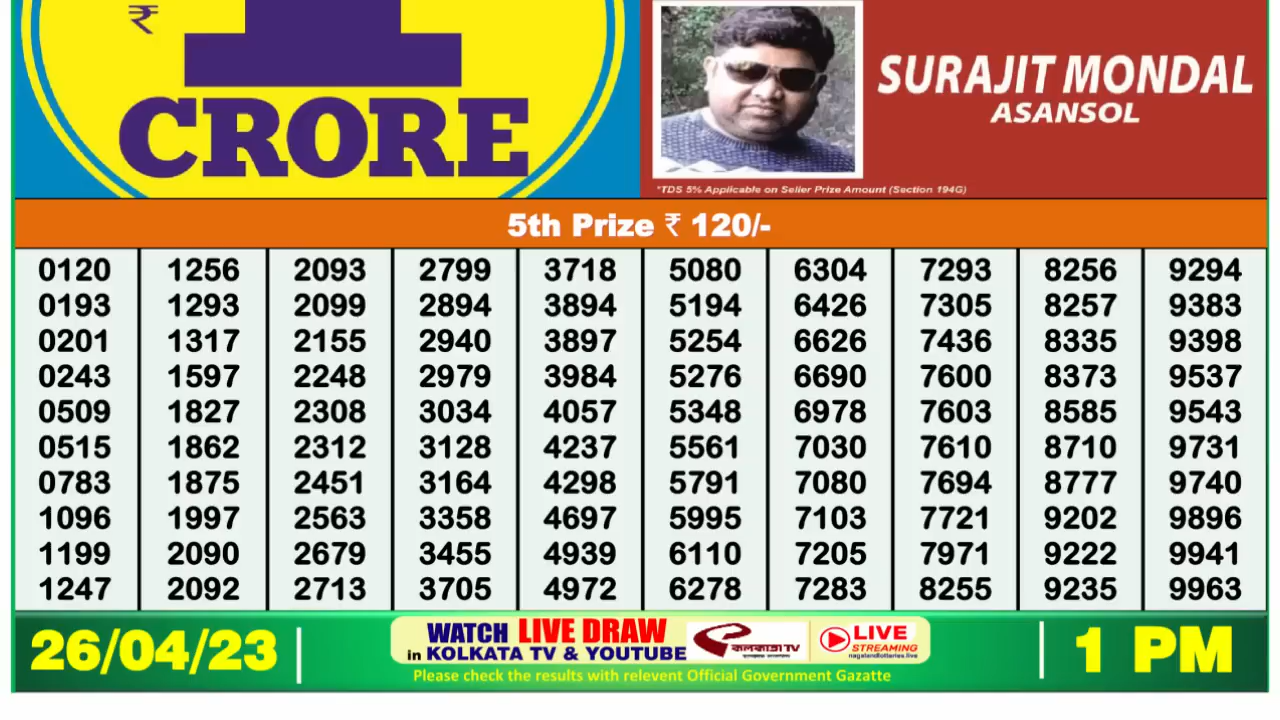 ₹
1
CRORE
SURAJIT MONDAL
ASANSOL
*TDS 5% Applicable on Seller Prize Amount (Section 194G)
5th Prize ₹ 120/-
0120 1256 2093 2799 3718 5080 6304 7293 8256 9294
0193 1293 2099 2894 3894 5194 6426 7305 8257 9383
0201 1317 2155 2940 3897 5254 6626 7436 8335 9398
0243 1597 2248 2979 3984 5276 6690 7600 8373 9537
0509 1827 2308 3034 4057 5348 6978 7603 8585 9543
0515 1862 2312 3128 4237 5561 7030 7610 8710 9731
0783 1875 2451 3164 4298 5791 7080 7694 8777 9740
1096 1997 2563 3358 4697 5995 7103 7721 9202 9896
1199 2090 2679 3455 4939 6110 7205 7971 9222 9941
1247 2092 2713 3705 4972 6278 7283 8255 9235 9963
26/04/23
WATCH LIVE DRAW
in KOLKATA TV & YOUTUBE
কলকাতা TV
LIVE
STREAMING
nagalandlotteries.live
Please check the results with relevent Official Government Gazatte
1 PM